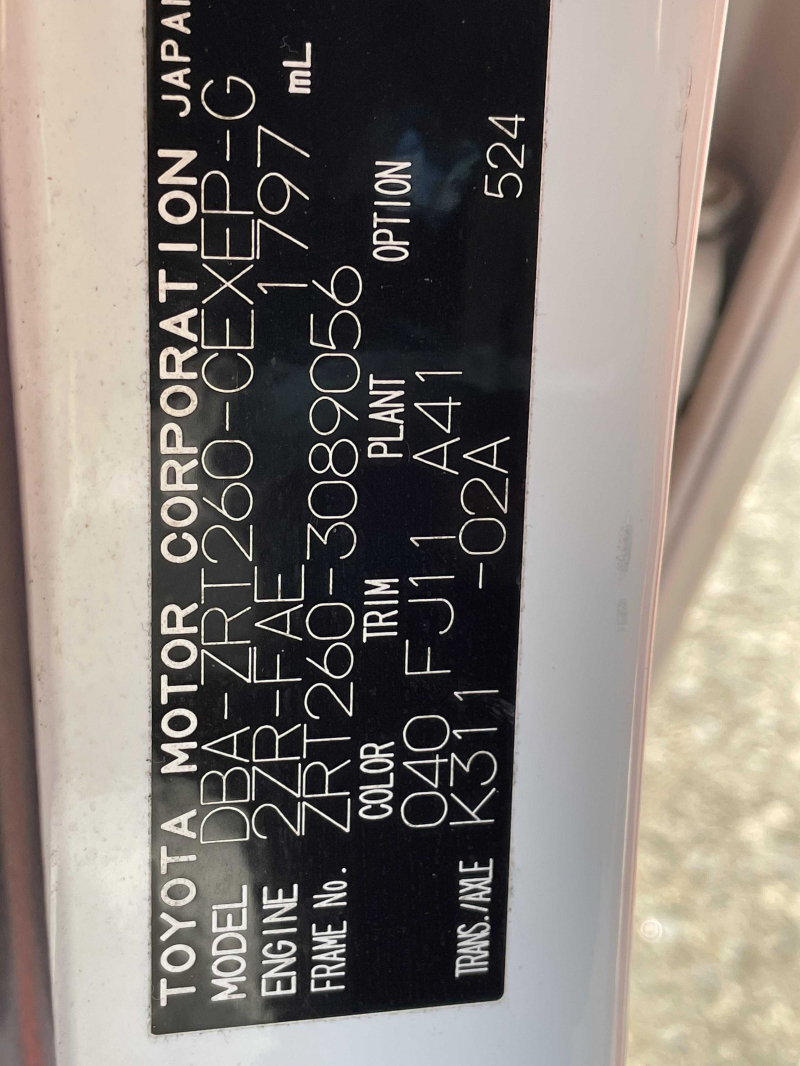 TOYOTA MOTOR CORPORATION JAPAN
MODEL DBA-ZRT260-CEXEP-G
ENGINE 2ZR-FAE 1797 mL
FRAME No. ZRT260-3089056
COLOR TRIM PLANT OPTION
040 FJ11 A41
TRANS./AXLE K311 -02A 524